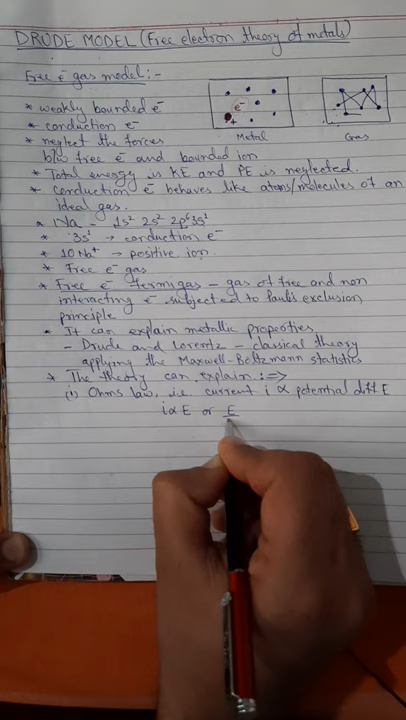 DRUDE MODEL (Free electron theory of metals)
Free e⁻ gas model:-
* weakly bounded e⁻
* conduction e⁻
* neglect the forces
b/w free e⁻ and bounded ion
e⁻
+
Metal
Gas
* Total energy is KE and PE is neglected.
* conduction e⁻ behaves like atoms/molecules of an
ideal gas.
* Na - 1s² 2s² 2p⁶ 3s¹
* 3s¹ → conduction e⁻
* 10 Na⁺ → positive ion.
* Free e⁻ gas
* Free e⁻ fermigas - gas of free and non
interacting e⁻ subjected to Pauli's exclusion
principle
* It can explain metallic properties
- Drude and Lorentz - classical theory
applying the Maxwell-Boltzmann statistics
* The theory can explain :⇒
(1) Ohms law, i.e. current i ∝ potential diff E
i ∝ E or E